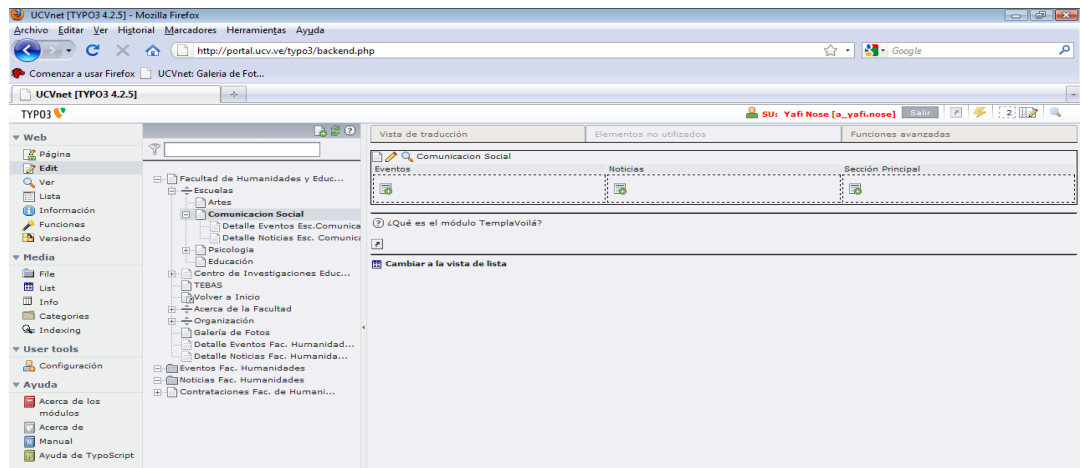 UCVnet [TYPO3 4.2.5] - Mozilla Firefox
Archivo Editar Ver Historial Marcadores Herramientas Ayuda
http://portal.ucv.ve/typo3/backend.php
Google
Comenzar a usar Firefox UCVnet: Galeria de Fot...
UCVnet [TYPO3 4.2.5]
TYPO3
SU: Yafi Nose [a_yafi.nose] Salir 2
Web
Página
Edit
Ver
Lista
Información
Funciones
Versionado
Media
File
List
Info
Categories
Indexing
User tools
Configuración
Ayuda
Acerca de los
módulos
Acerca de
Manual
Ayuda de TypoScript
Facultad de Humanidades y Educ...
Escuelas
Artes
Comunicacion Social
Detalle Eventos Esc.Comunica
Detalle Noticias Esc. Comunica
Psicologia
Educación
Centro de Investigaciones Educ...
TEBAS
Volver a Inicio
Acerca de la Facultad
Organización
Galería de Fotos
Detalle Eventos Fac. Humanidad...
Detalle Noticias Fac. Humanida...
Eventos Fac. Humanidades
Noticias Fac. Humanidades
Contrataciones Fac. de Humani...
Vista de traducción Elementos no utilizados Funciones avanzadas
Comunicacion Social
Eventos Noticias Sección Principal
¿Qué es el módulo TemplaVoilá?
Cambiar a la vista de lista